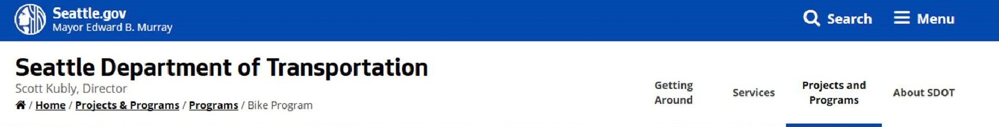 Seattle.gov
Mayor Edward B. Murray
Search
Menu
Seattle Department of Transportation
Scott Kubly, Director
/ Home / Projects & Programs / Programs / Bike Program
Getting
Around
Services
Projects and
Programs
About SDOT